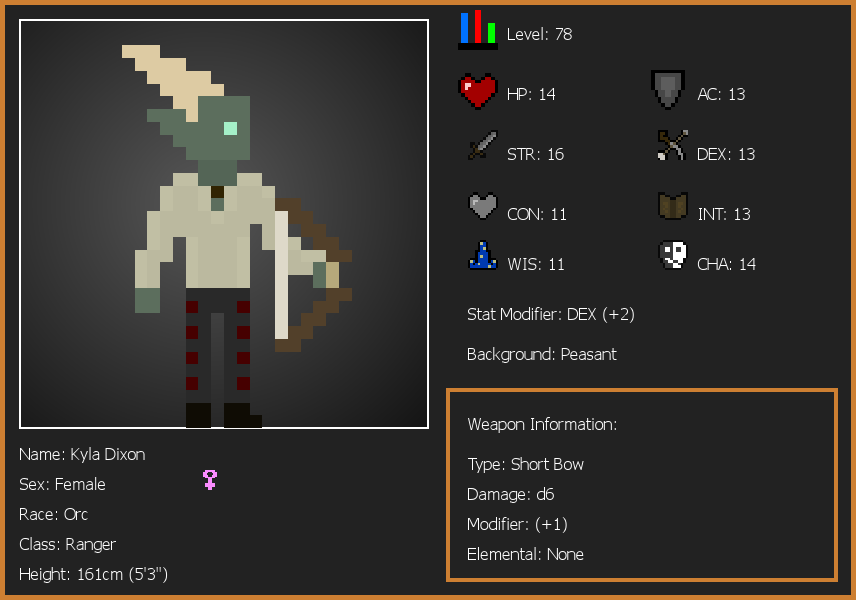 Level: 78
HP: 14
AC: 13
STR: 16
DEX: 13
CON: 11
INT: 13
WIS: 11
CHA: 14
Stat Modifier: DEX (+2)
Background: Peasant
Weapon Information:
Type: Short Bow
Damage: d6
Modifier: (+1)
Elemental: None
Name: Kyla Dixon
Sex: Female
Race: Orc
Class: Ranger
Height: 161cm (5'3")